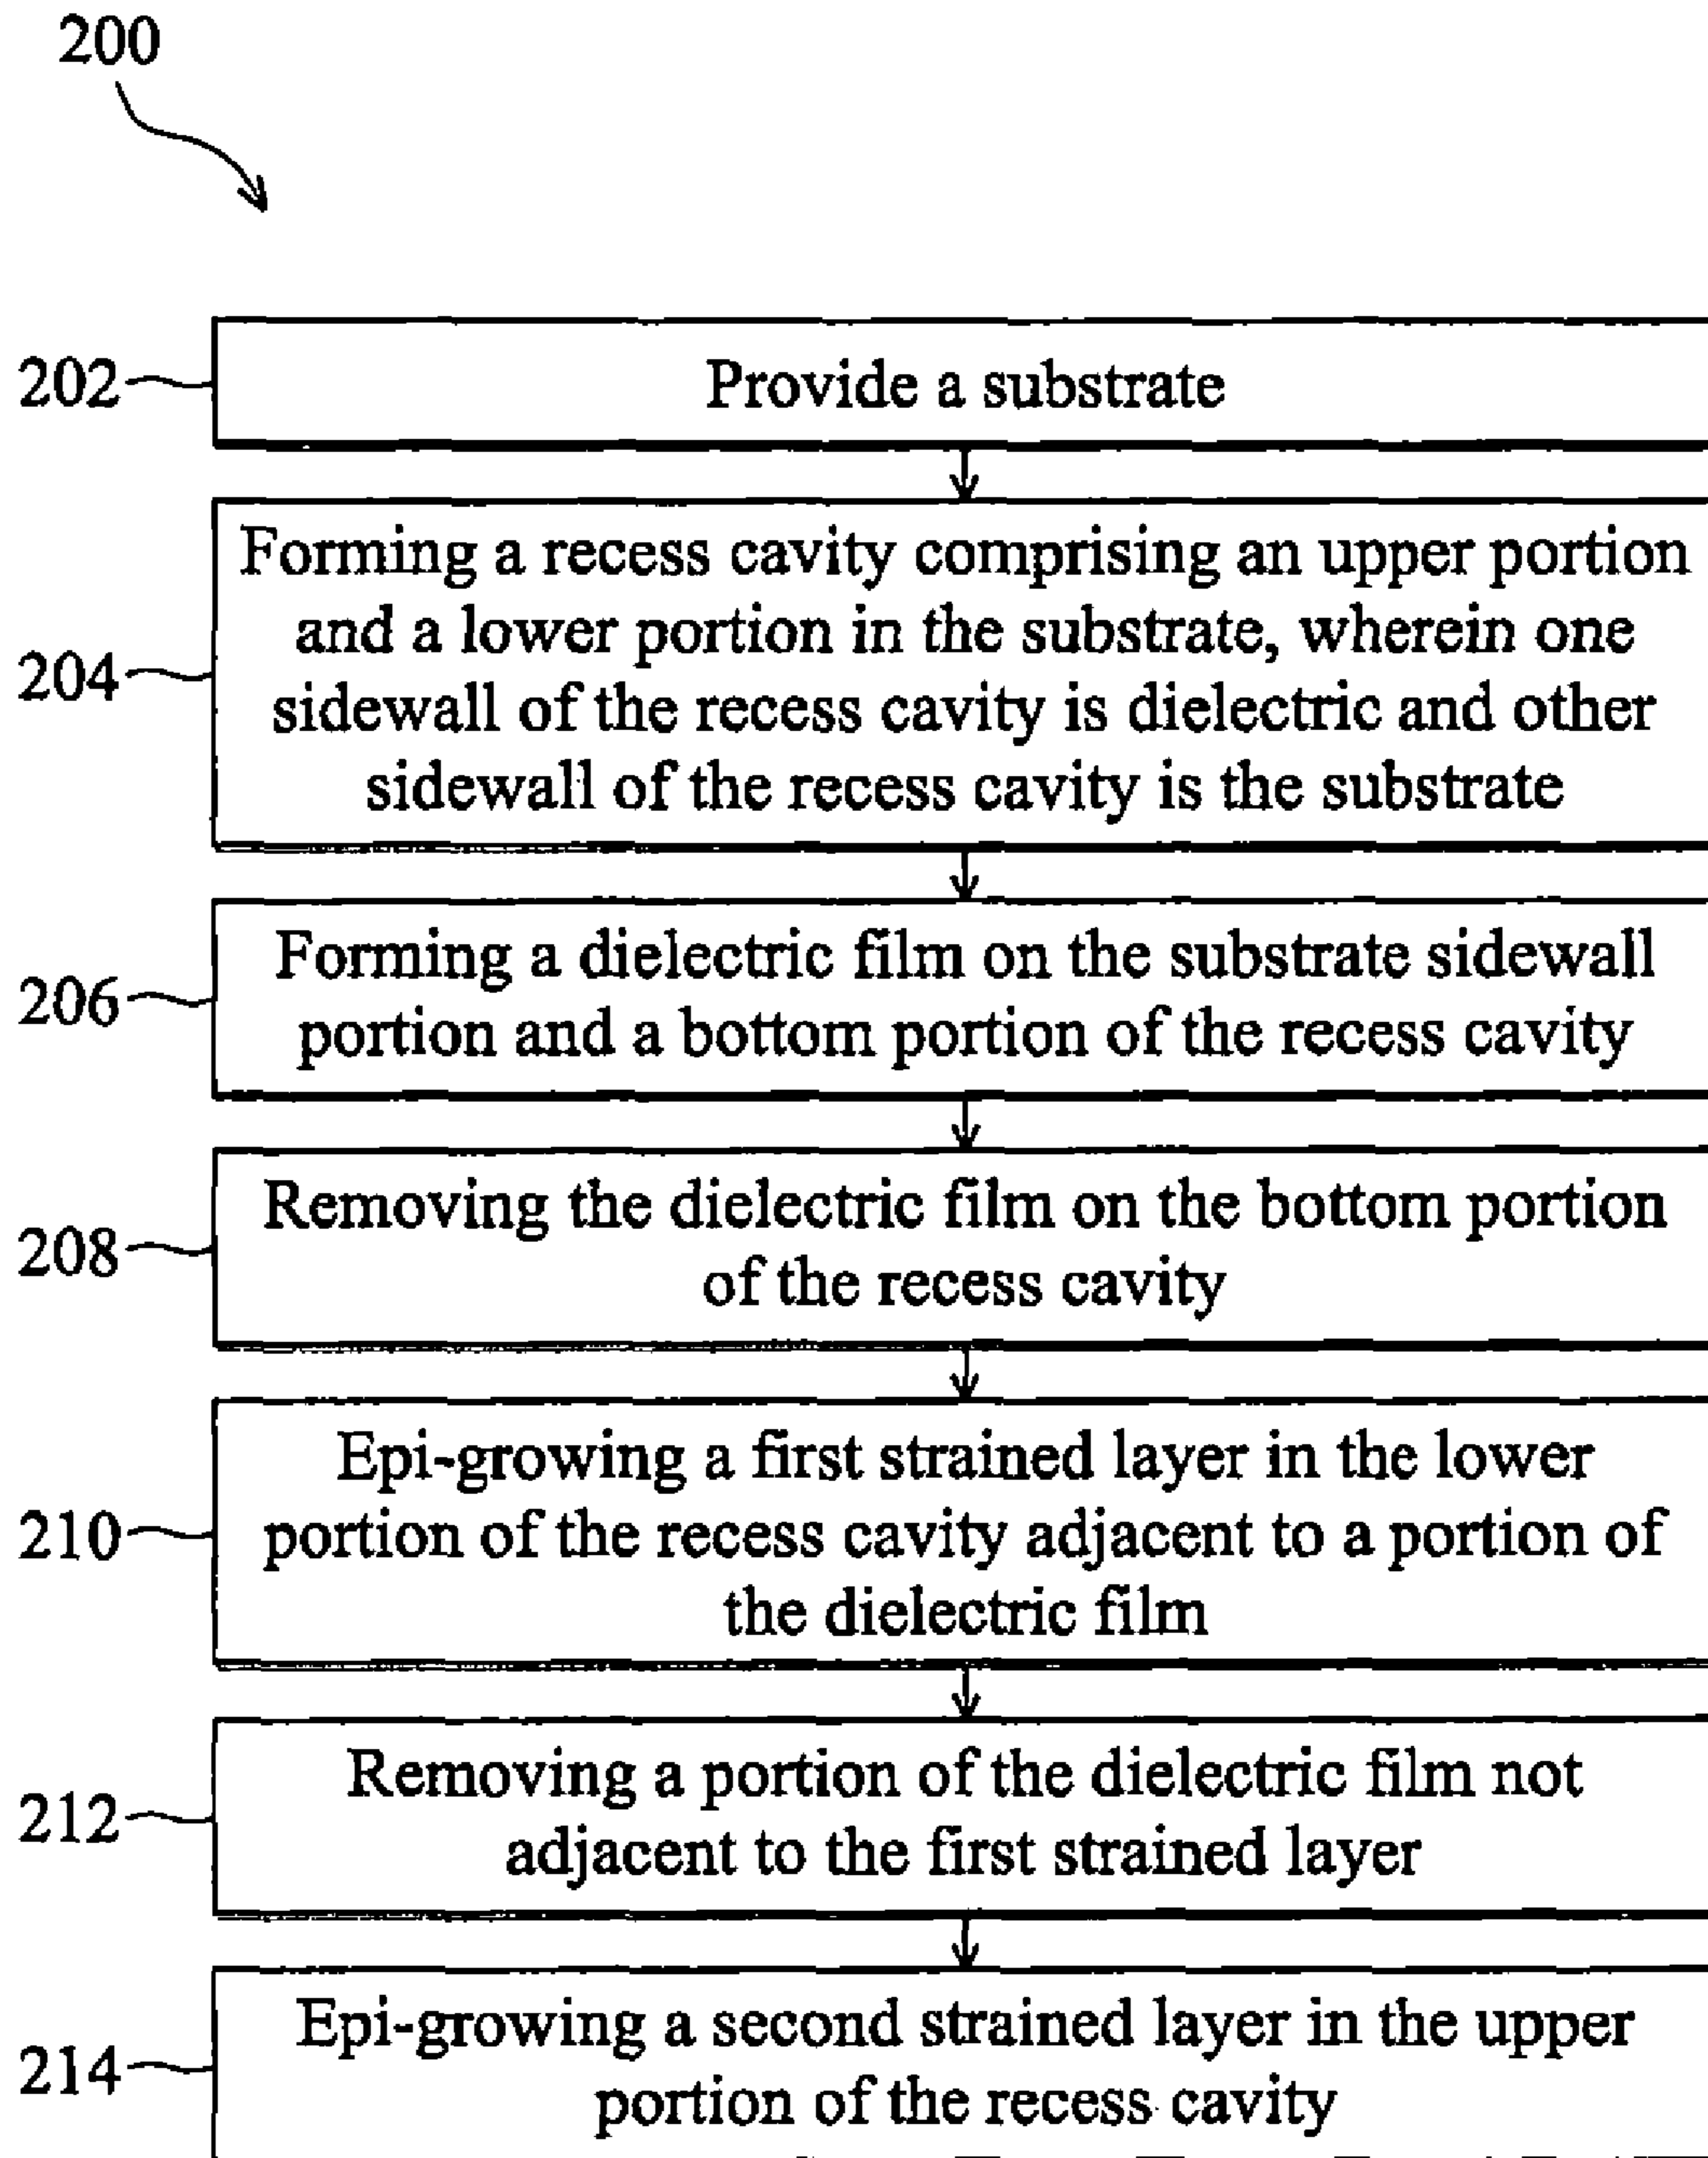 200
202
Provide a substrate
204
Forming a recess cavity comprising an upper portion
and a lower portion in the substrate, wherein one
sidewall of the recess cavity is dielectric and other
sidewall of the recess cavity is the substrate
206
Forming a dielectric film on the substrate sidewall
portion and a bottom portion of the recess cavity
208
Removing the dielectric film on the bottom portion
of the recess cavity
210
Epi-growing a first strained layer in the lower
portion of the recess cavity adjacent to a portion of
the dielectric film
212
Removing a portion of the dielectric film not
adjacent to the first strained layer
214
Epi-growing a second strained layer in the upper
portion of the recess cavity